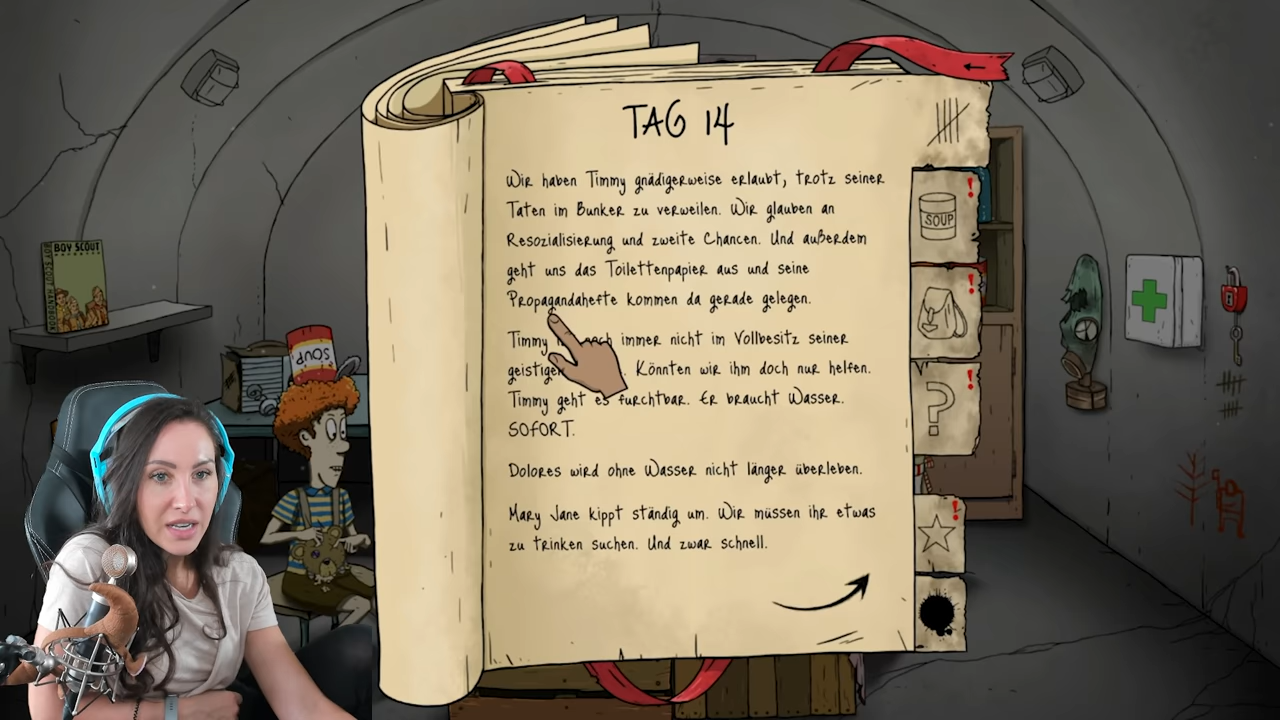 TAG 14
Wir haben Timmy gnädigerweise erlaubt, trotz seiner
Taten im Bunker zu verweilen. Wir glauben an
Resozialisierung und zweite Chancen. Und außerdem
geht uns das Toilettenpapier aus und seine
Propagandahefte kommen da gerade gelegen.
Timmy noch immer nicht im Vollbesitz seiner
Könnten wir ihm doch nur helfen.
Timmy geht es furchtbar. Er braucht Wasser.
SOFORT.
Dolores wird ohne Wasser nicht länger überleben.
Mary Jane kippt ständig um. Wir müssen ihr etwas
zu trinken suchen. Und zwar schnell.
SOUP
!
!
?
!
!
BOY SCOUT
BOY SCOUT HANDBOOK
SOUP